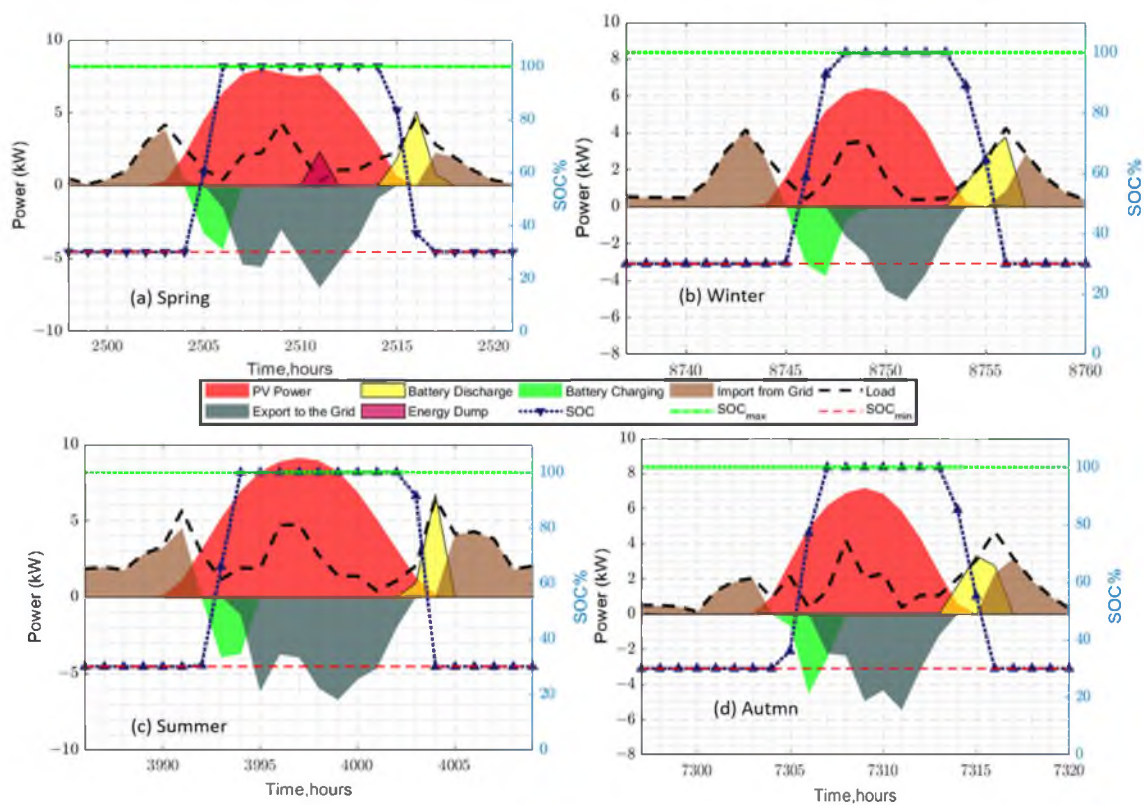 10
5
0
−5
−10
Power (kW)
100
80
60
40
20
0
SOC%
(a) Spring
2500 2505 2510 2515 2520
Time,hours
10
8
6
4
2
0
−2
−4
−6
−8
Power (kW)
100
80
60
40
20
0
SOC%
(b) Winter
8740 8745 8750 8755 8760
PV Power Battery Discharge Battery Charging Import from Grid Load
Export to the Grid Energy Dump SOC SOCmax SOCmin
10
5
0
−5
−10
Power (kW)
100
80
60
40
20
0
SOC%
(c) Summer
3990 3995 4000 4005
Time,hours
10
8
6
4
2
0
−2
−4
−6
−8
Power (kW)
100
80
60
40
20
0
SOC%
(d) Autmn
7300 7305 7310 7315 7320
Time,hours